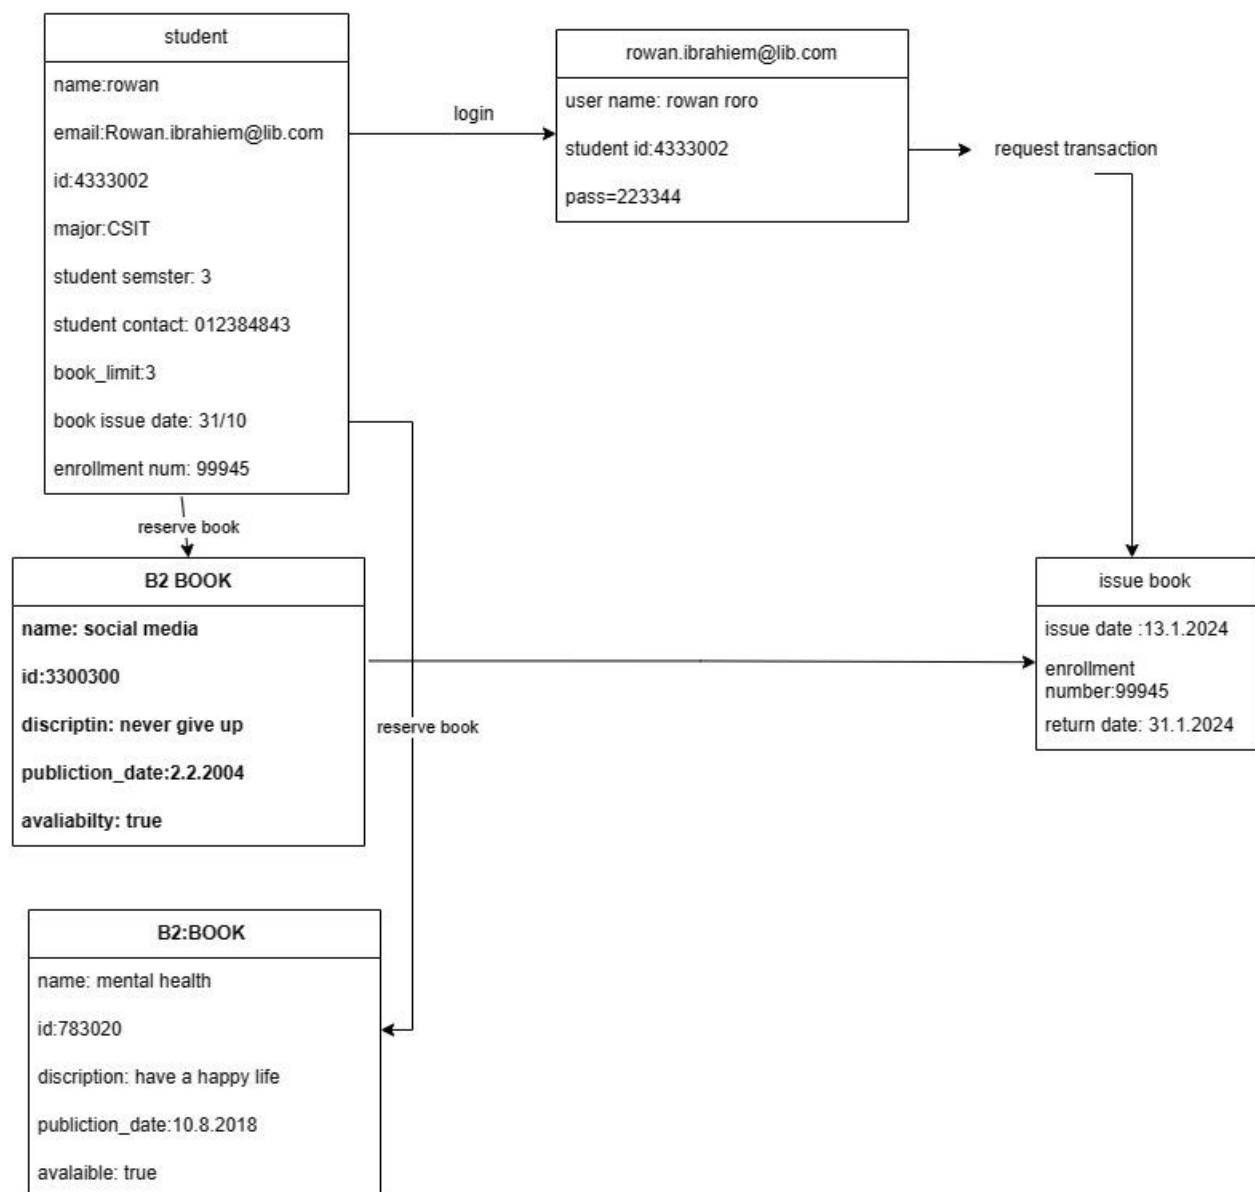 student
name:rowan
email:Rowan.ibrahiem@lib.com
id:4333002
major:CSIT
student semster: 3
student contact: 012384843
book_limit:3
book issue date: 31/10
enrollment num: 99945
login
rowan.ibrahiem@lib.com
user name: rowan roro
student id:4333002
pass=223344
request transaction
reserve book
B2 BOOK
name: social media
id:3300300
discriptin: never give up
publiction_date:2.2.2004
avaliabilty: true
reserve book
issue book
issue date :13.1.2024
enrollment
number:99945
return date: 31.1.2024
B2:BOOK
name: mental health
id:783020
discription: have a happy life
publiction_date:10.8.2018
avalaible: true